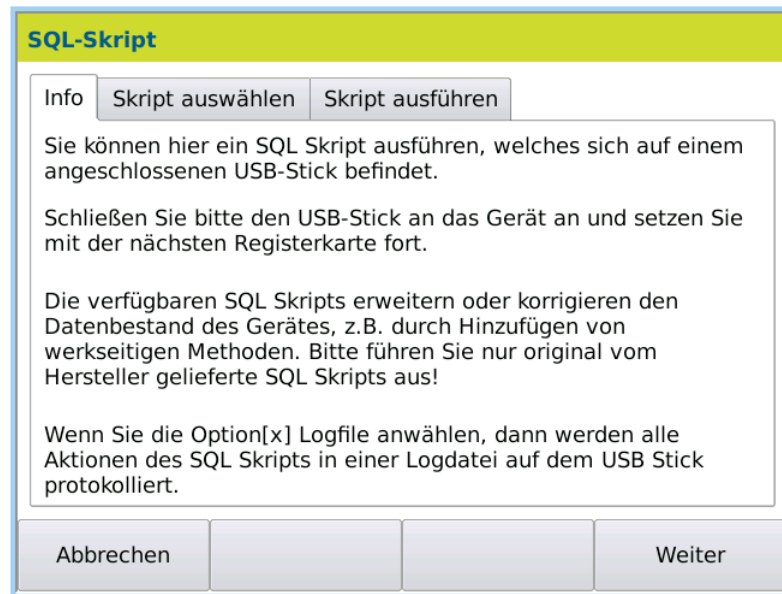 SQL-Skript
Info
Skript auswählen
Skript ausführen
Sie können hier ein SQL Skript ausführen, welches sich auf einem
angeschlossenen USB-Stick befindet.
Schließen Sie bitte den USB-Stick an das Gerät an und setzen Sie
mit der nächsten Registerkarte fort.
Die verfügbaren SQL Skripts erweitern oder korrigieren den
Datenbestand des Gerätes, z.B. durch Hinzufügen von
werkseitigen Methoden. Bitte führen Sie nur original vom
Hersteller gelieferte SQL Skripts aus!
Wenn Sie die Option[x] Logfile anwählen, dann werden alle
Aktionen des SQL Skripts in einer Logdatei auf dem USB Stick
protokolliert.
Abbrechen
Weiter